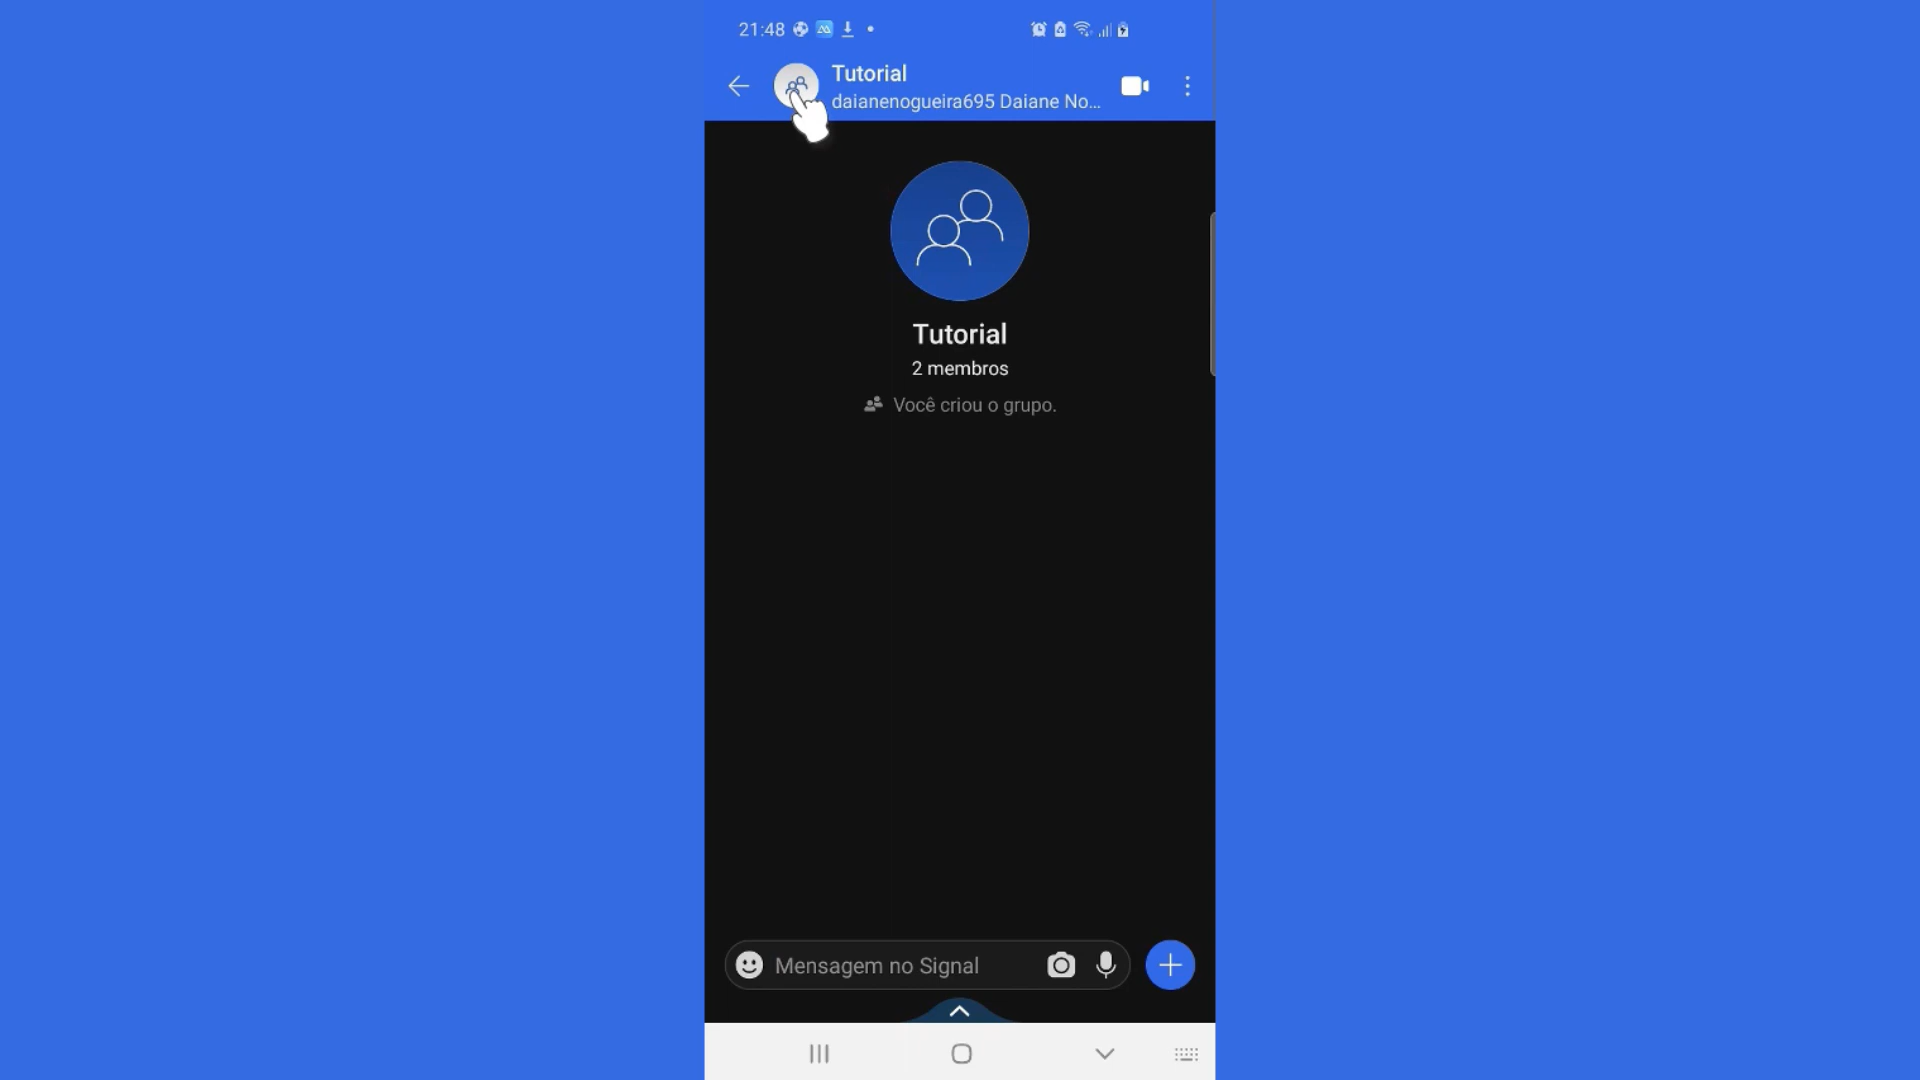 21:48
Tutorial
daianenogueira695 Daiane No...
Tutorial
2 membros
Você criou o grupo.
Mensagem no Signal